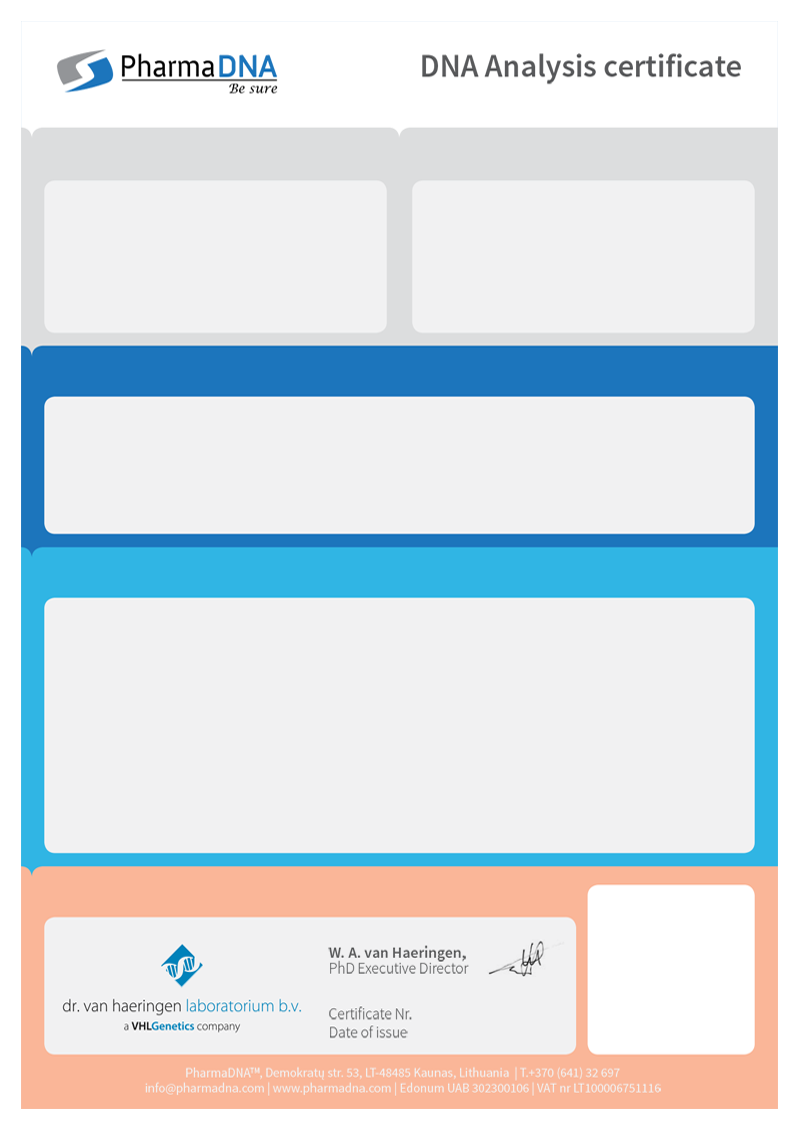 PharmaDNA
Be sure
DNA Analysis certificate
W. A. van Haeringen,
PhD Executive Director
dr. van haeringen laboratorium b.v.
a VHLGenetics company
Certificate Nr.
Date of issue
PharmaDNA™, Demokratų str. 53, LT-48485 Kaunas, Lithuania | T.+370 (641) 32 697
info@pharmadna.com | www.pharmadna.com | Edonum UAB 302300106 | VAT nr LT100006751116